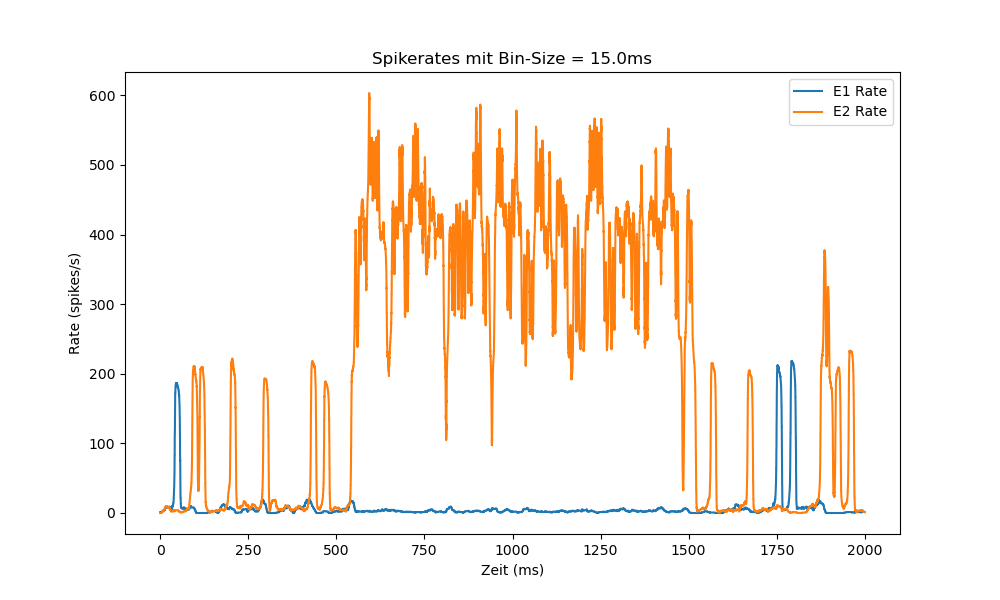 Spikerates mit Bin-Size = 15.0ms
E1 Rate
E2 Rate
Rate (spikes/s)
600
500
400
300
200
100
0
0 250 500 750 1000 1250 1500 1750 2000
Zeit (ms)